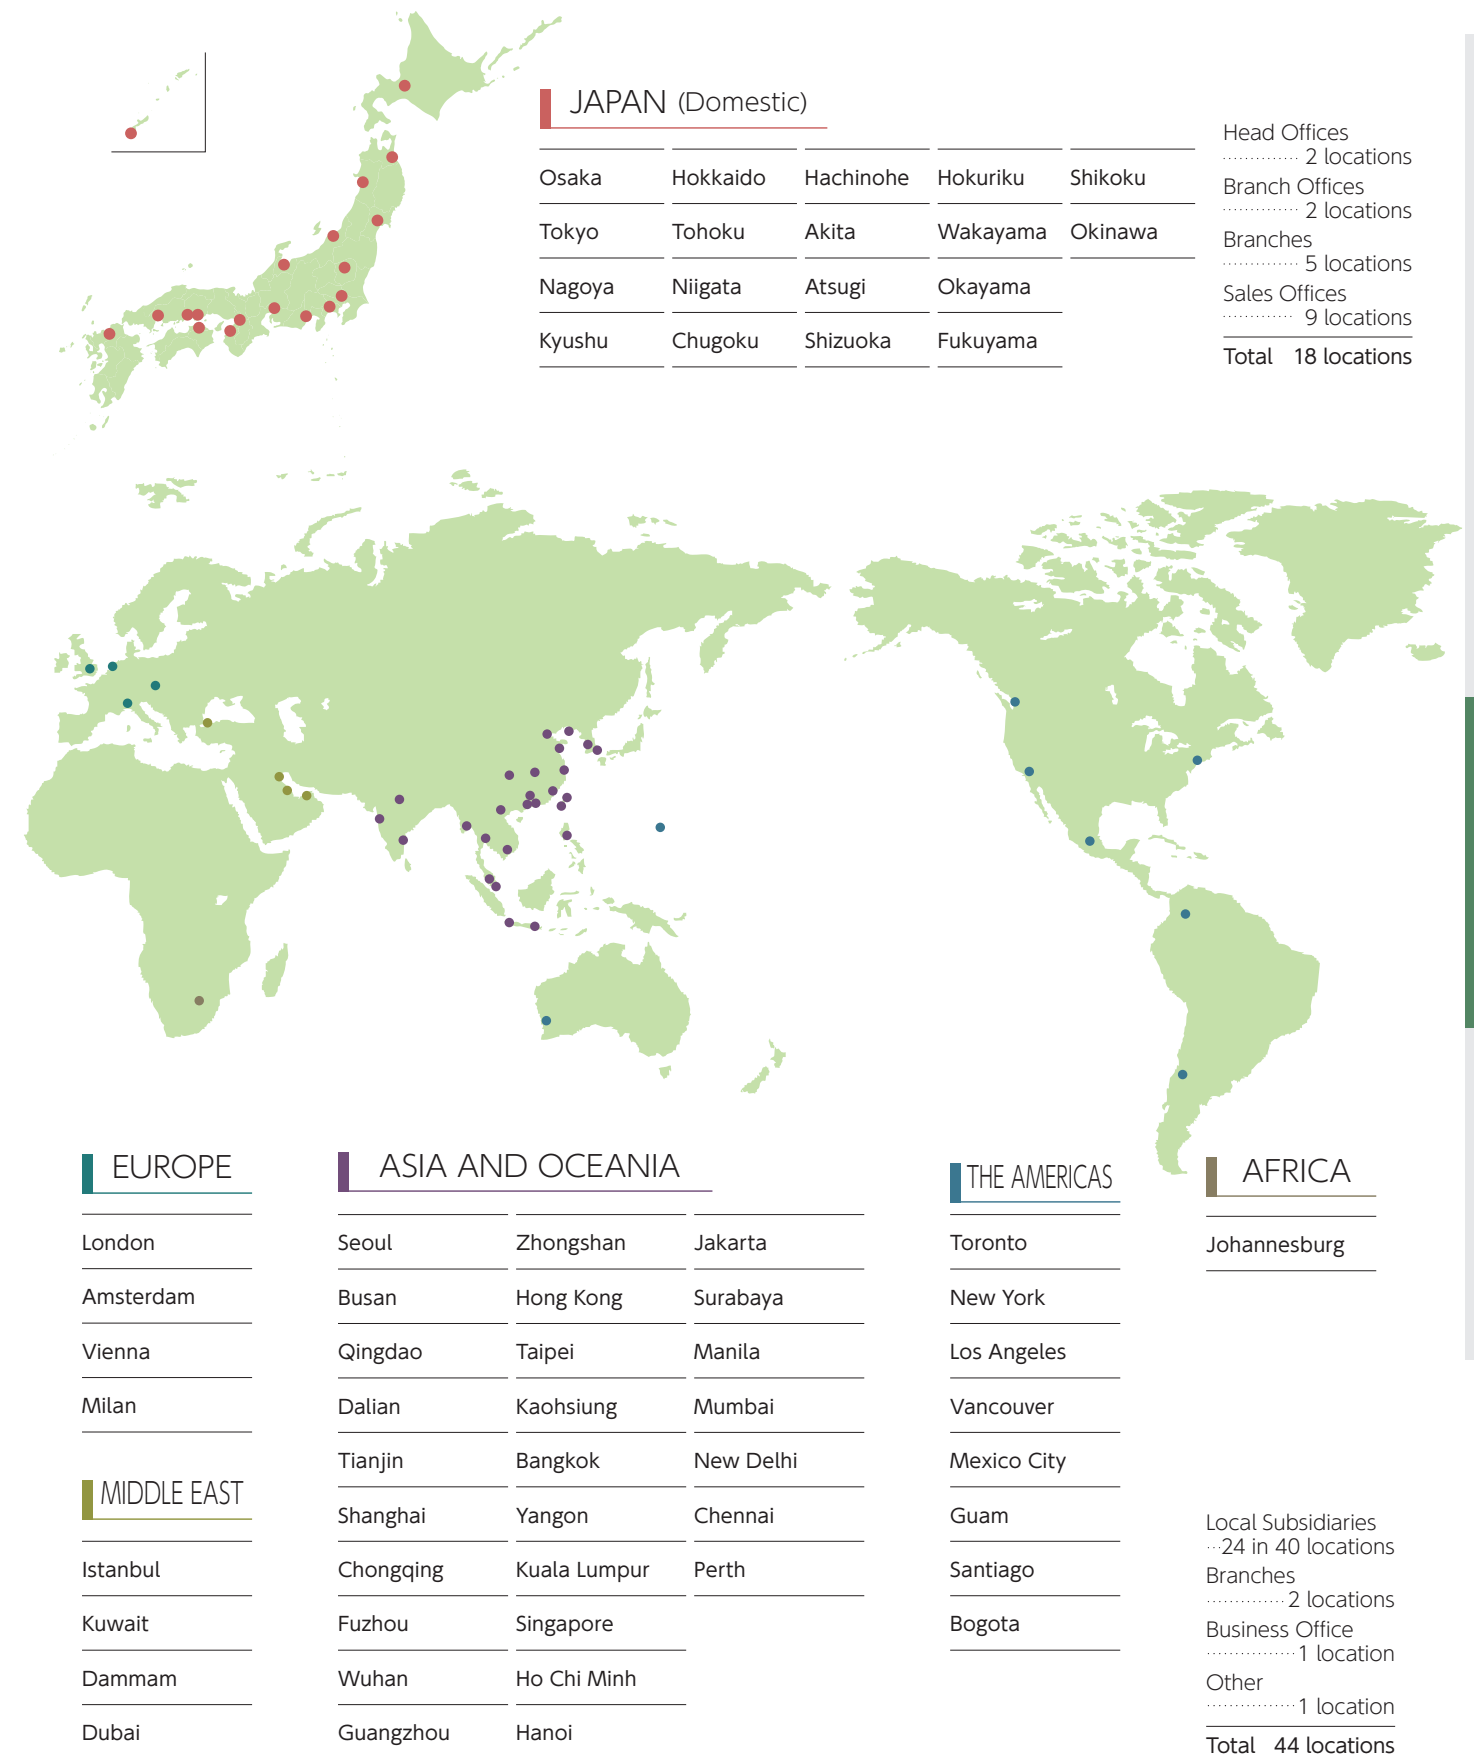 JAPAN (Domestic)
Osaka Hokkaido Hachinohe Hokuriku Shikoku
Tokyo Tohoku Akita Wakayama Okinawa
Nagoya Niigata Atsugi Okayama
Kyushu Chugoku Shizuoka Fukuyama
Head Offices
2 locations
Branch Offices
2 locations
Branches
5 locations
Sales Offices
9 locations
Total 18 locations
EUROPE
London
Amsterdam
Vienna
Milan
MIDDLE EAST
Istanbul
Kuwait
Dammam
Dubai
ASIA AND OCEANIA
Seoul Zhongshan Jakarta
Busan Hong Kong Surabaya
Qingdao Taipei Manila
Dalian Kaohsiung Mumbai
Tianjin Bangkok New Delhi
Shanghai Yangon Chennai
Chongqing Kuala Lumpur Perth
Fuzhou Singapore
Wuhan Ho Chi Minh
Guangzhou Hanoi
THE AMERICAS
Toronto
New York
Los Angeles
Vancouver
Mexico City
Guam
Santiago
Bogota
AFRICA
Johannesburg
Local Subsidiaries
24 in 40 locations
Branches
2 locations
Business Office
1 location
Other
1 location
Total 44 locations